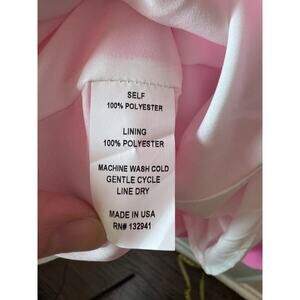 SELF
100% POLYESTER
LINING
100% POLYESTER
MACHINE WASH COLD
GENTLE CYCLE
LINE DRY
MADE IN USA
RN# 132941